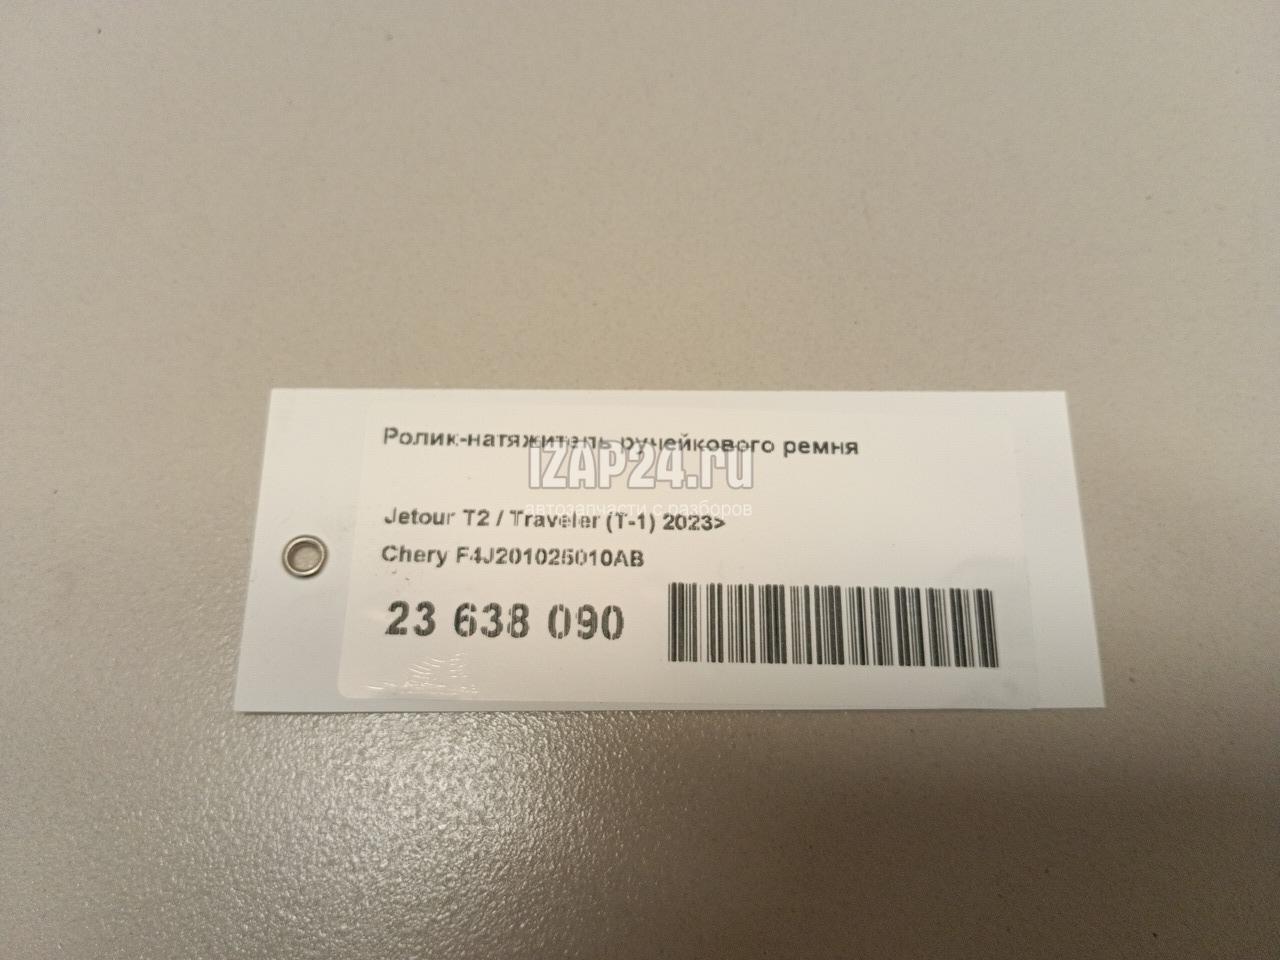 Ролик-натяжитель ручейкового ремня
IZAP24.ru
автозапчасти с разборов
Jetour T2 / Traveler (T-1) 2023>
Chery F4J201025010AB
23 638 090